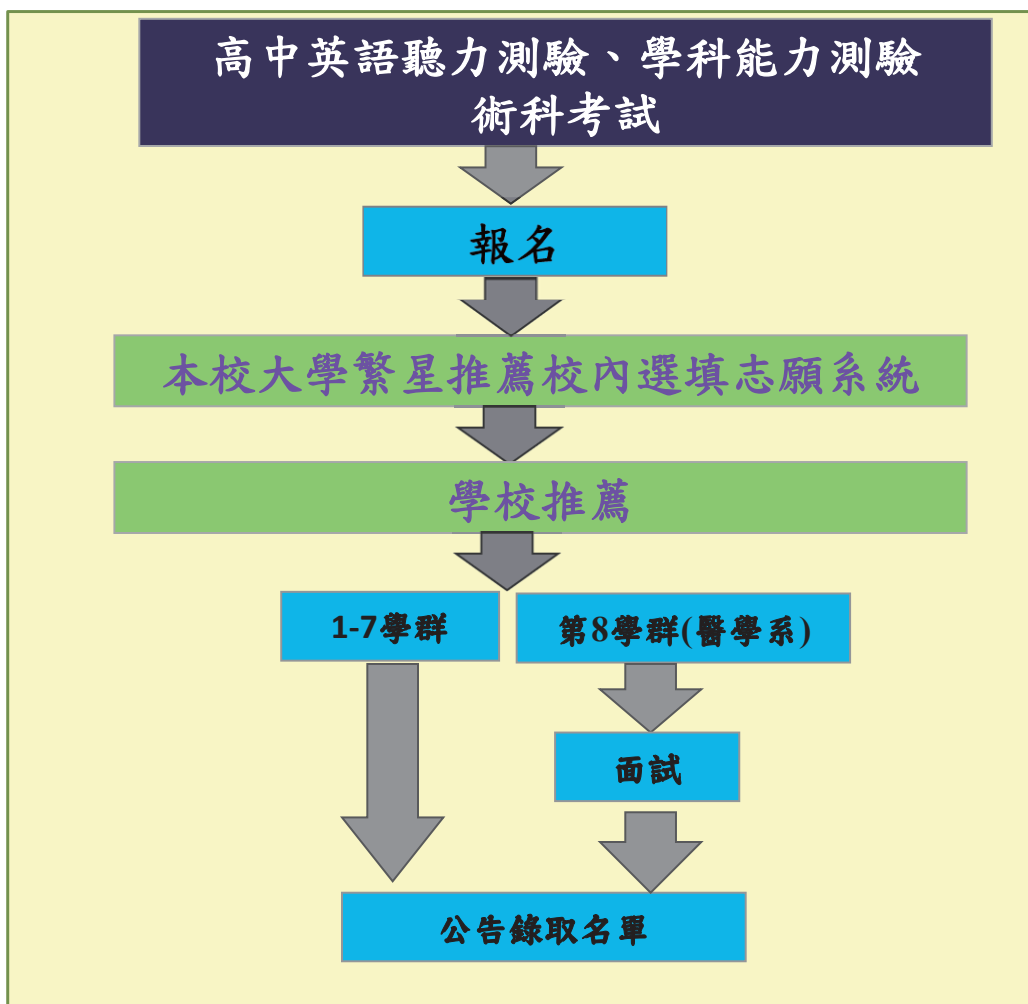 高中英語聽力測驗、學科能力測驗
術科考試
報名
本校大學繁星推薦校內選填志願系統
學校推薦
1-7學群
第8學群(醫學系)
面試
公告錄取名單